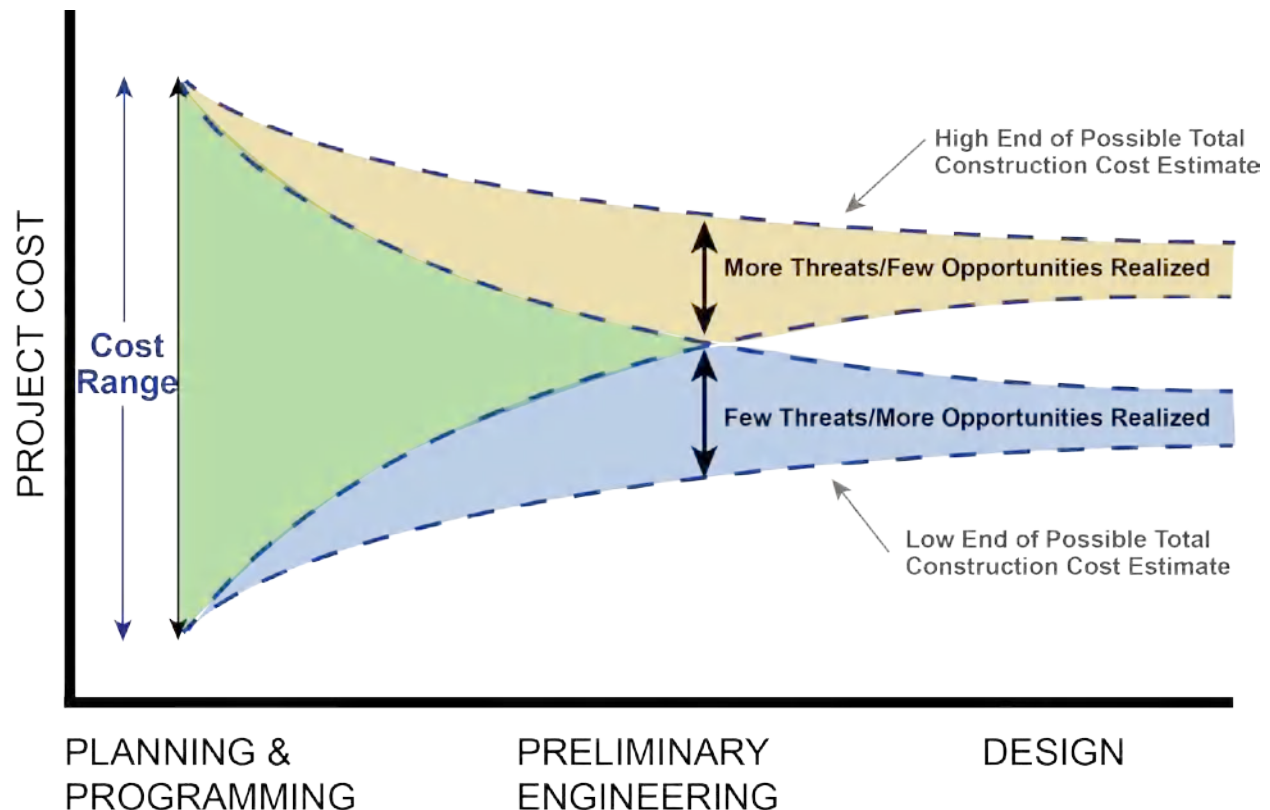 PROJECT COST
Cost
Range
High End of Possible Total
Construction Cost Estimate
More Threats/Few Opportunities Realized
Few Threats/More Opportunities Realized
Low End of Possible Total
Construction Cost Estimate
PLANNING &
PROGRAMMING
PRELIMINARY
ENGINEERING
DESIGN